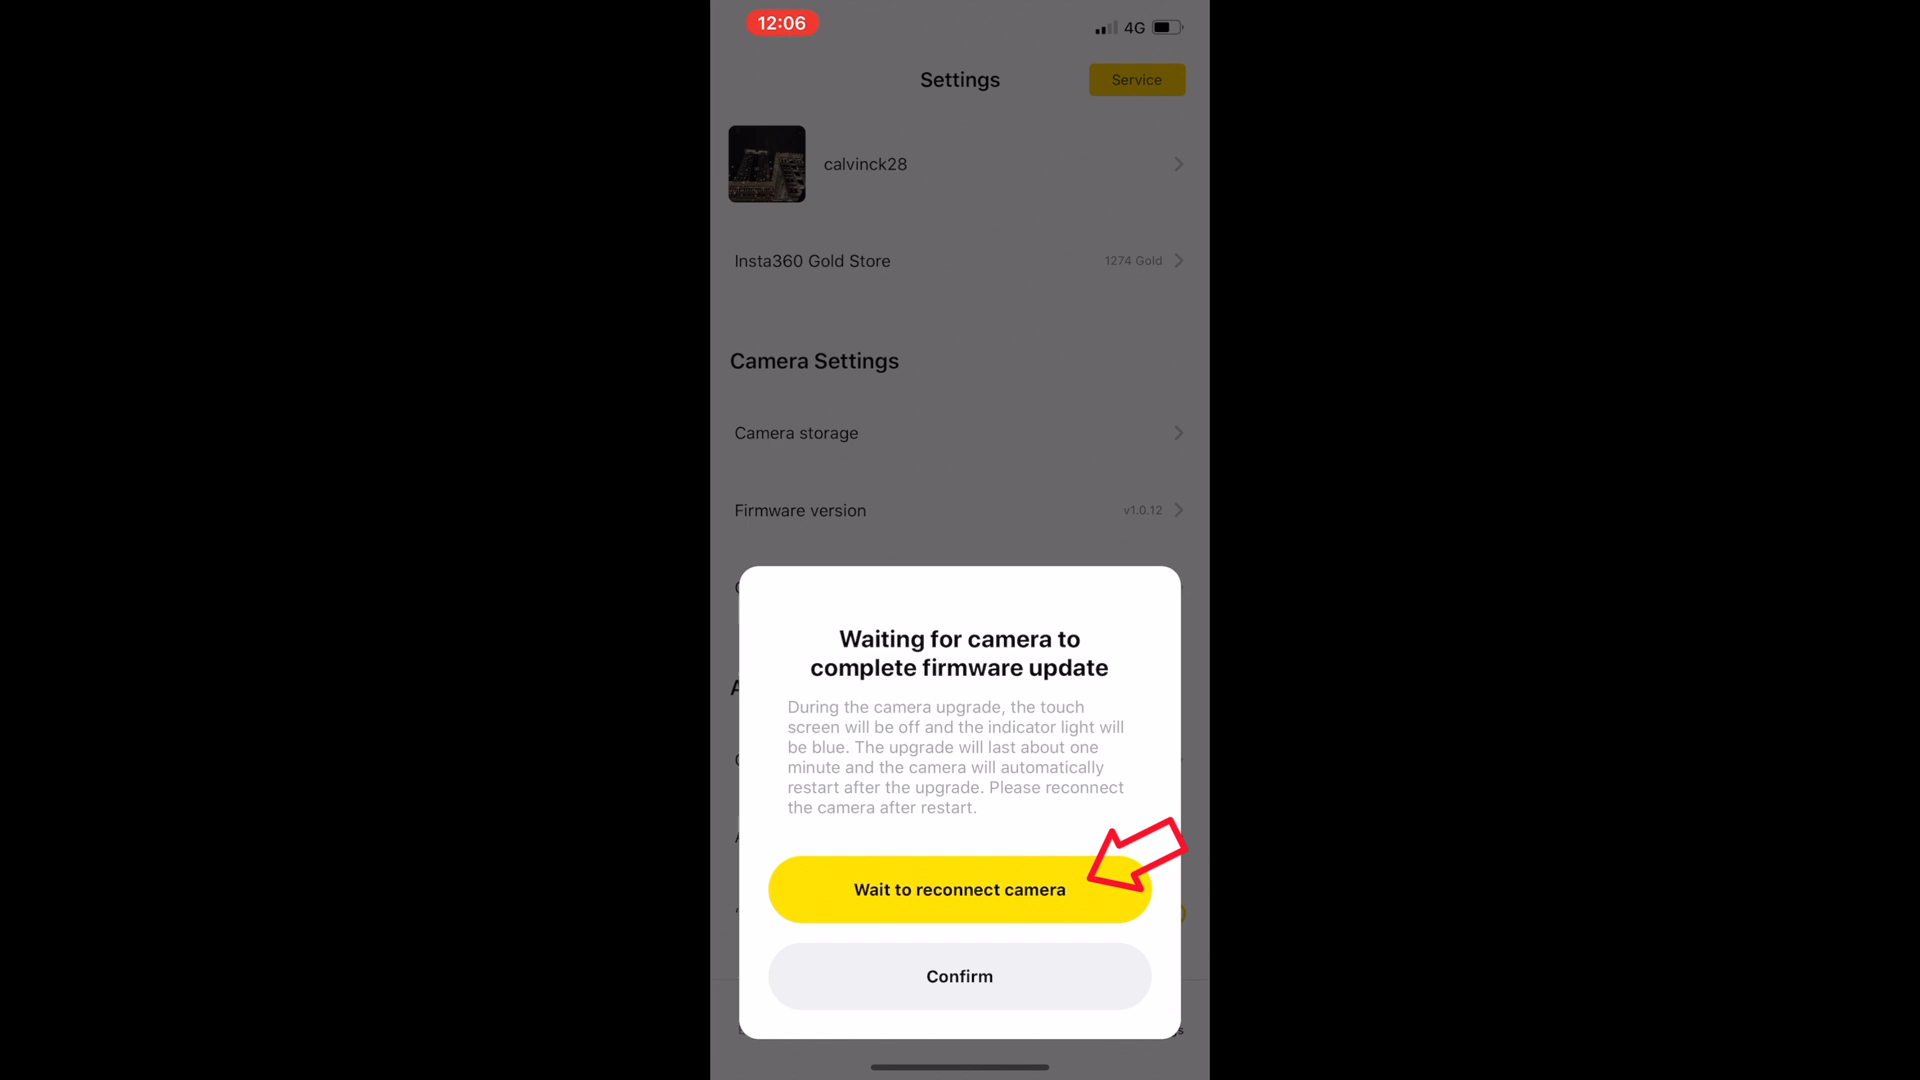 12:06
4G
Settings
Service
calvinck28
Insta360 Gold Store
1274 Gold
Camera Settings
Camera storage
Firmware version
v1.0.12
Waiting for camera to
complete firmware update
During the camera upgrade, the touch
screen will be off and the indicator light will
be blue. The upgrade will last about one
minute and the camera will automatically
restart after the upgrade. Please reconnect
the camera after restart.
Wait to reconnect camera
Confirm